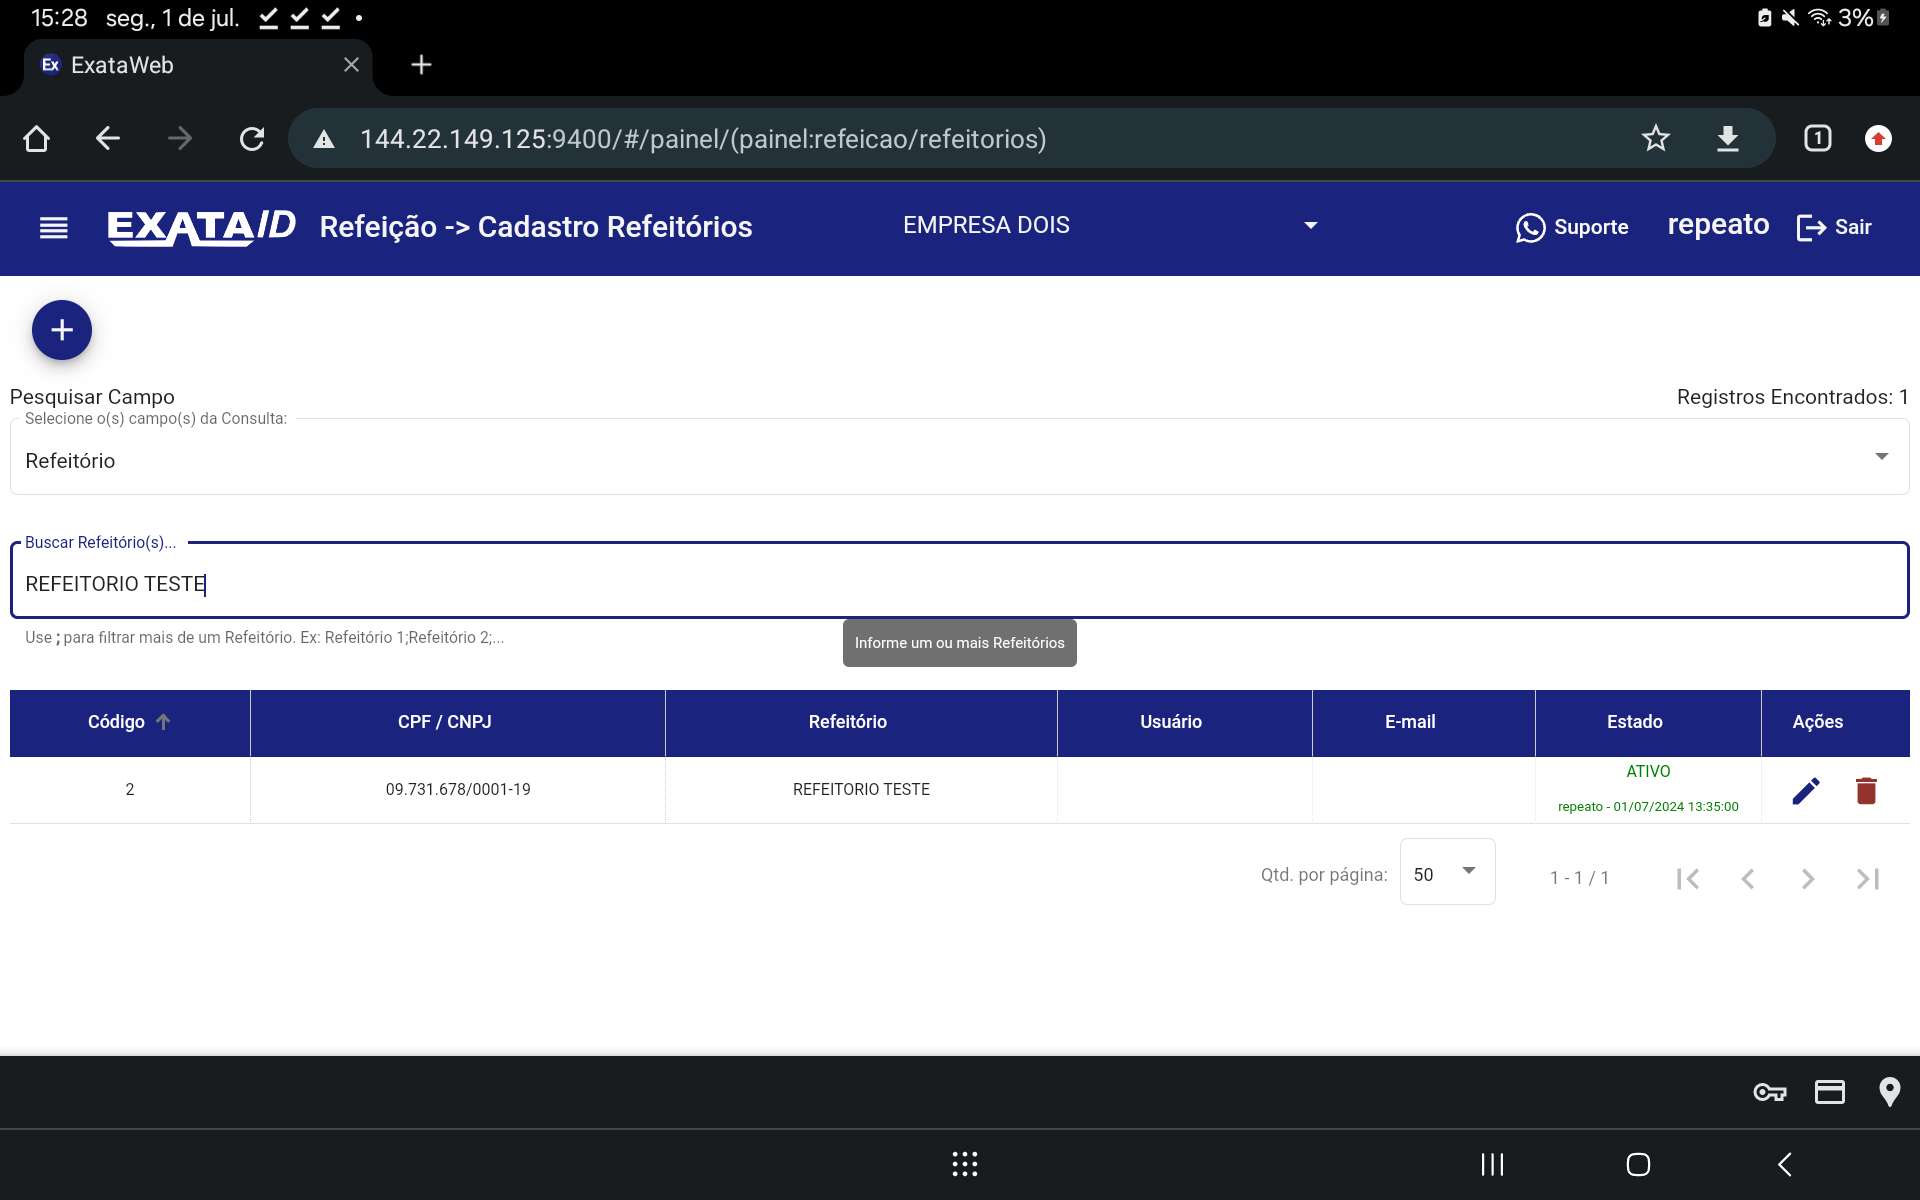 15:28 seg., 1 de jul.
3%
Ex ExataWeb
144.22.149.125:9400/#/painel/(painel:refeicao/refeitorios)
1
EXATA/ID Refeição -> Cadastro Refeitórios EMPRESA DOIS Suporte repeato Sair
Pesquisar Campo
Registros Encontrados: 1
Selecione o(s) campo(s) da Consulta:
Refeitório
Buscar Refeitório(s)...
REFEITORIO TESTE
Use ; para filtrar mais de um Refeitório. Ex: Refeitório 1;Refeitório 2;...
Informe um ou mais Refeitórios
Código CPF / CNPJ Refeitório Usuário E-mail Estado Ações
2 09.731.678/0001-19 REFEITORIO TESTE ATIVO
repeato - 01/07/2024 13:35:00
Qtd. por página: 50 1 - 1 / 1